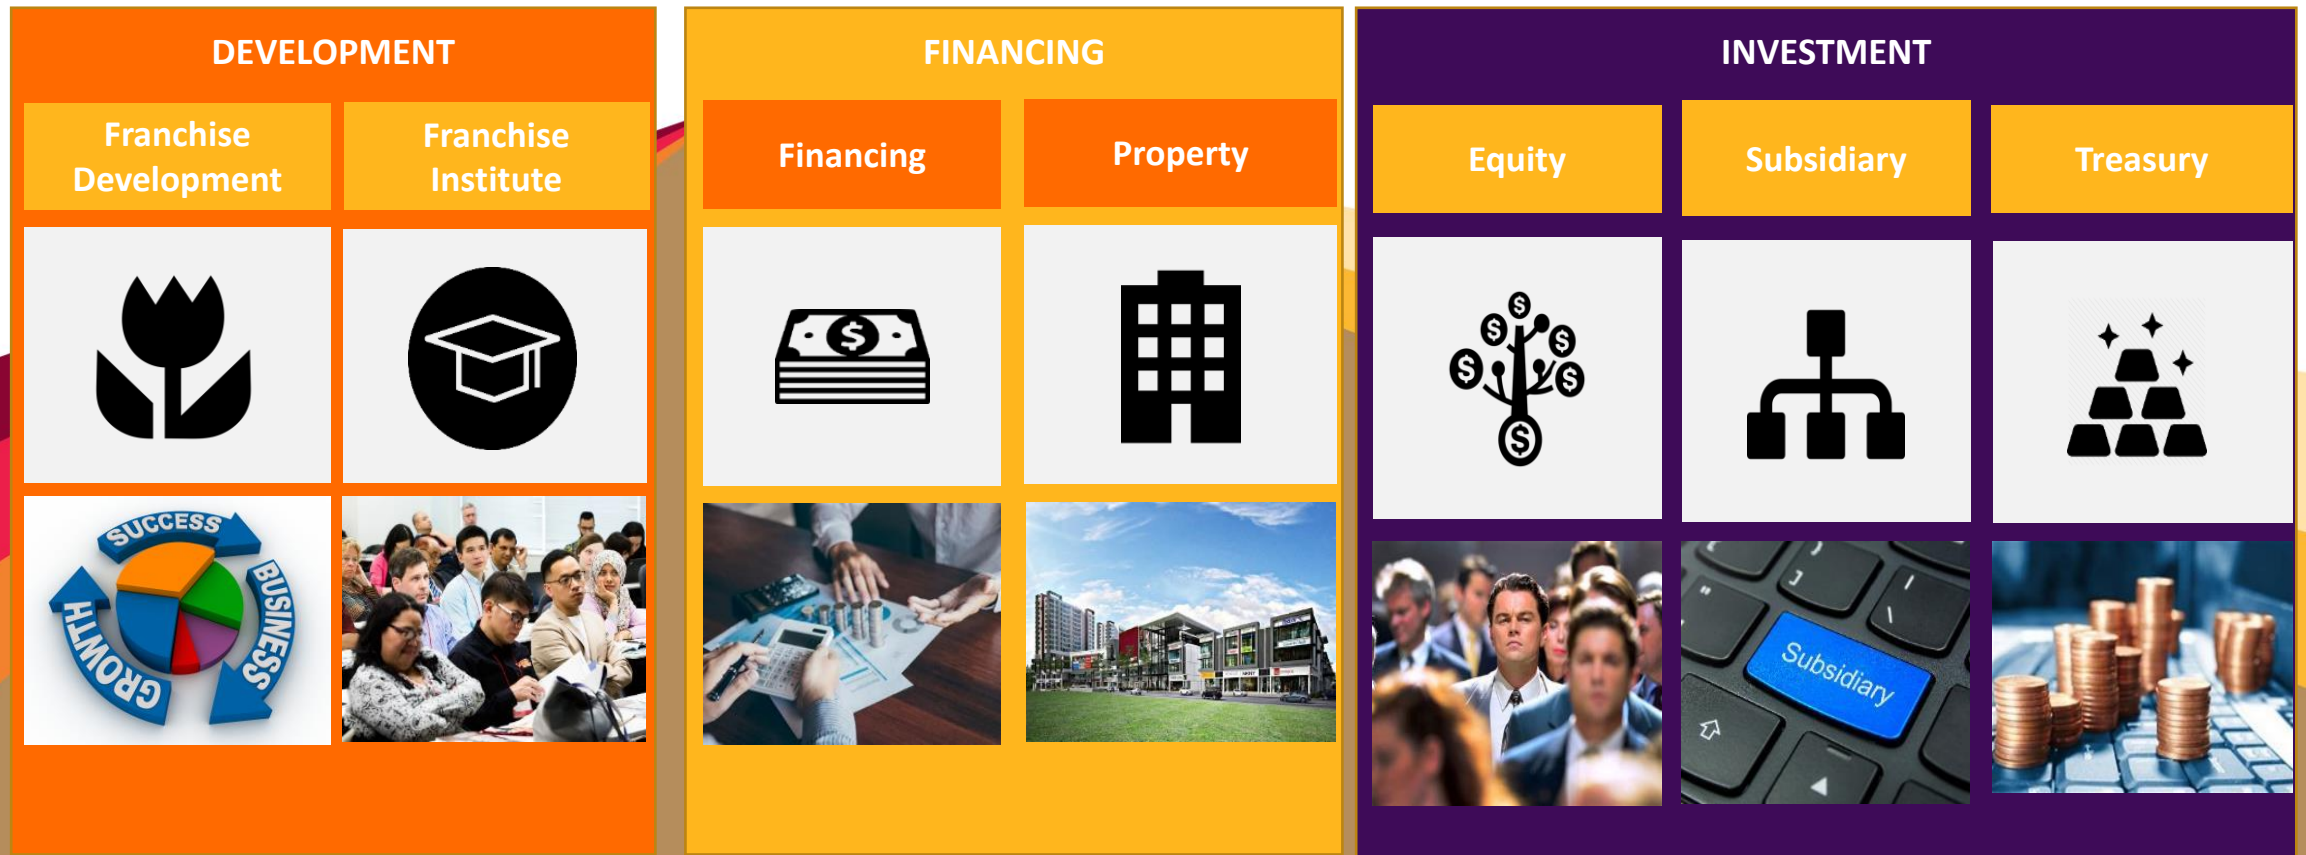 DEVELOPMENT
Franchise
Development
Franchise
Institute
SUCCESS
BUSINESS
GROWTH
FINANCING
Financing
Property
$
INVESTMENT
Equity
Subsidiary
Treasury
$
$
$
$
$
$
$
Subsidiary